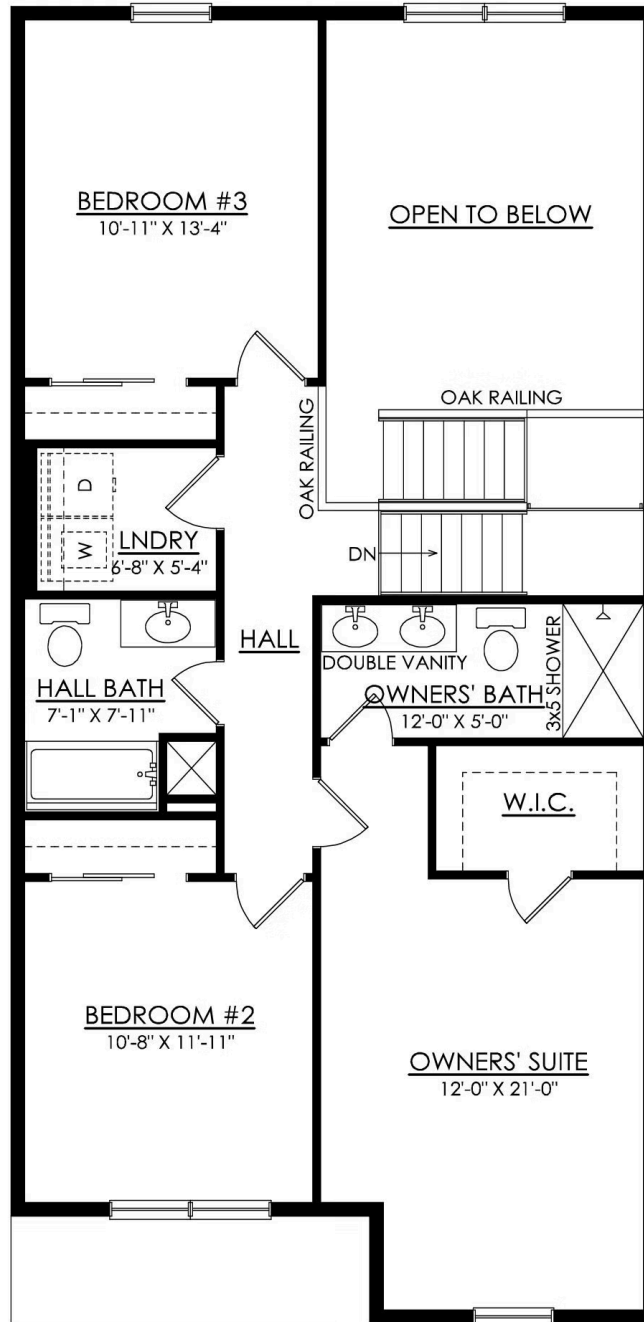 BEDROOM #3
10'-11" X 13'-4"
OPEN TO BELOW
OAK RAILING
OAK RAILING
D
W
LNDRY
6'-8" X 5'-4"
DN
HALL
HALL BATH
7'-1" X 7'-11"
DOUBLE VANITY
OWNERS' BATH
12'-0" X 5'-0"
3x5 SHOWER
W.I.C.
BEDROOM #2
10'-8" X 11'-11"
OWNERS' SUITE
12'-0" X 21'-0"